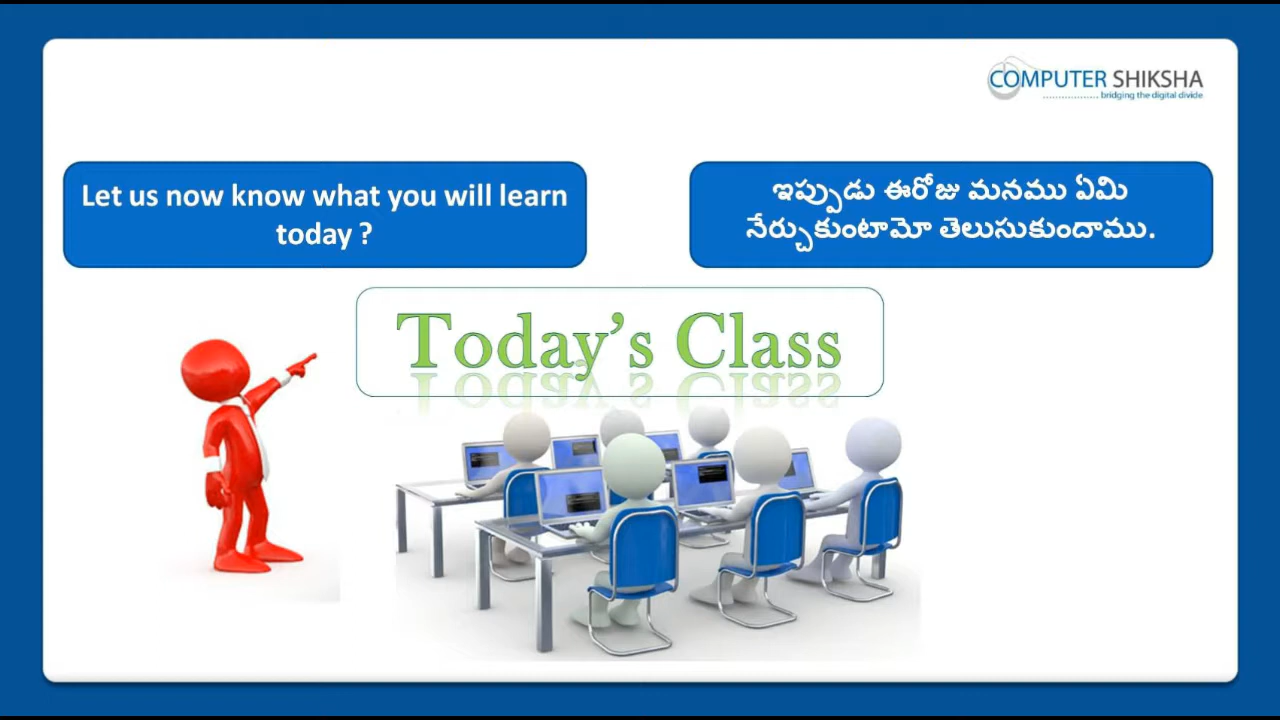 COMPUTER SHIKSHA
bridging the digital divide
Let us now know what you will learn
today ?
ఇప్పుడు ఈరోజు మనము ఏమి
నేర్చుకుంటామో తెలుసుకుందాము.
Today's Class